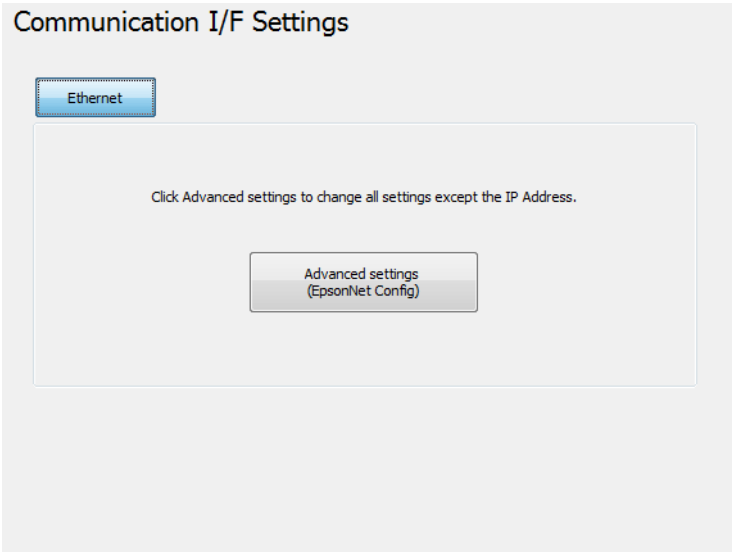 Communication I/F Settings
Ethernet
Click Advanced settings to change all settings except the IP Address.
Advanced settings
(EpsonNet Config)